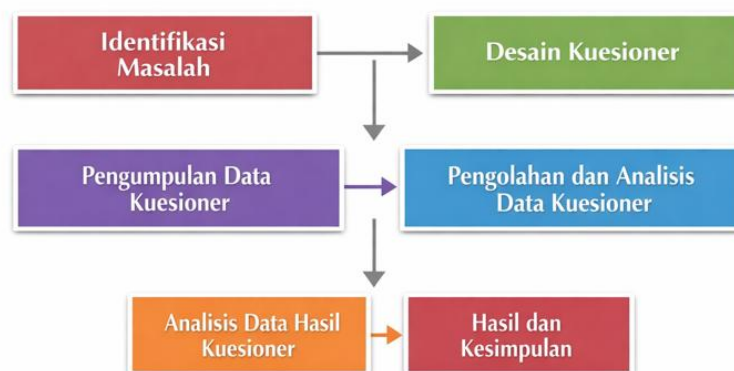 Identifikasi
Masalah
Desain Kuesioner
Pengumpulan Data
Kuesioner
Pengolahan dan Analisis
Data Kuesioner
Analisis Data Hasil
Kuesioner
Hasil dan
Kesimpulan